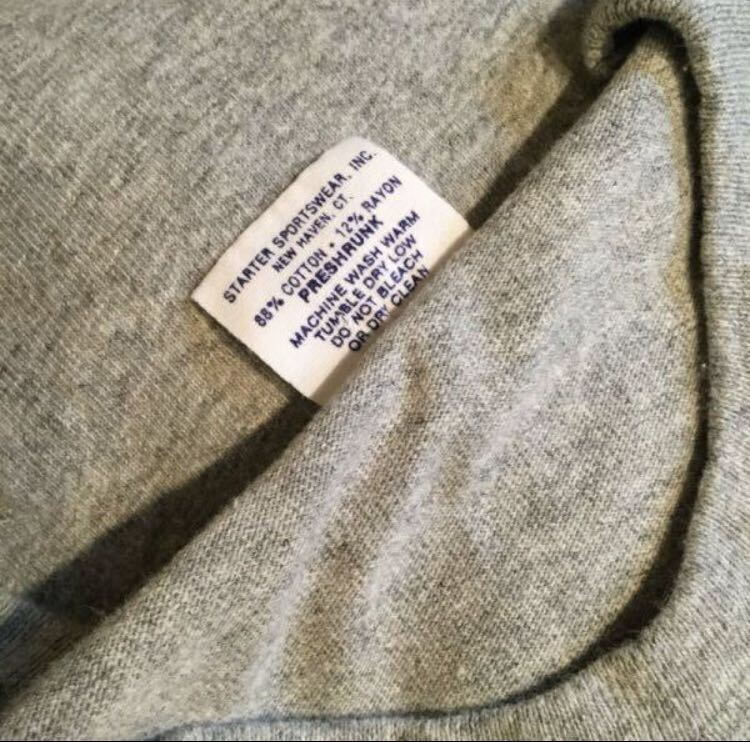 STARTER SPORTSWEAR, INC.
NEW HAVEN, CT.
88% COTTON • 12% RAYON
PRESHRUNK
MACHINE WASH WARM
TUMBLE DRY LOW
DO NOT BLEACH
OR DRY CLEAN